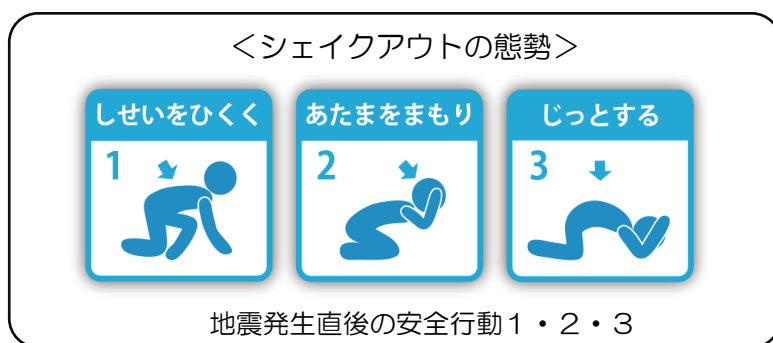 ＜シェイクアウトの態勢＞
しせいをひくく
1
あたまをまもり
2
じっとする
3
地震発生直後の安全行動１・２・３